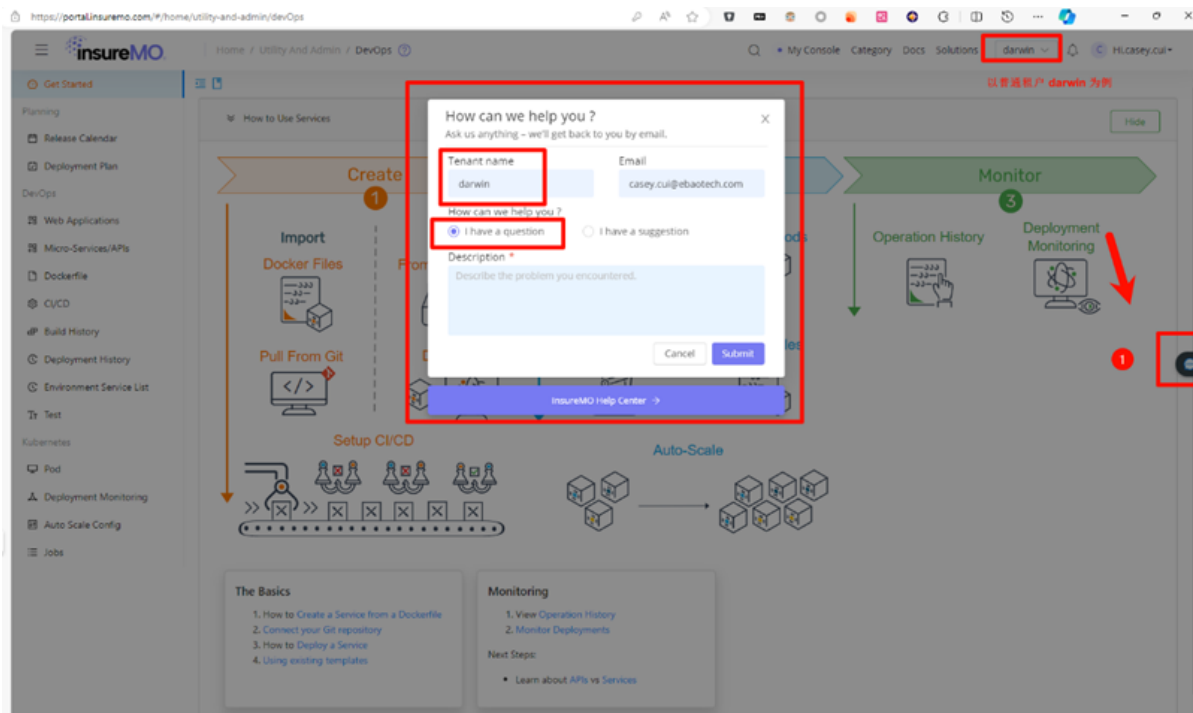 https://portal.insuremo.com/#/home/utility-and-admin/devOps
insureMO
Home / Utility And Admin / DevOps
My Console Category Docs Solutions darwin Hi,casey.cui
以普通租户 darwin 为例
Get Started
Planning
Release Calendar
Deployment Plan
DevOps
Web Applications
Micro-Services/APIs
Dockerfile
CI/CD
Build History
Deployment History
Environment Service List
Test
Kubernetes
Pod
Deployment Monitoring
Auto Scale Config
Jobs
How to Use Services
Hide
Create
1
Import
Docker Files
From
Pull From Git
Setup CI/CD
Auto-Scale
Monitor
3
Operation History
Deployment
Monitoring
1
How can we help you ?
Ask us anything – we'll get back to you by email.
Tenant name
Email
darwin
casey.cui@ebaotech.com
How can we help you ?
I have a question
I have a suggestion
Description *
Describe the problem you encountered.
Cancel
Submit
InsureMO Help Center →
The Basics
1. How to Create a Service from a Dockerfile
2. Connect your Git repository
3. How to Deploy a Service
4. Using existing templates
Monitoring
1. View Operation History
2. Monitor Deployments
Next Steps:
Learn about APIs vs Services